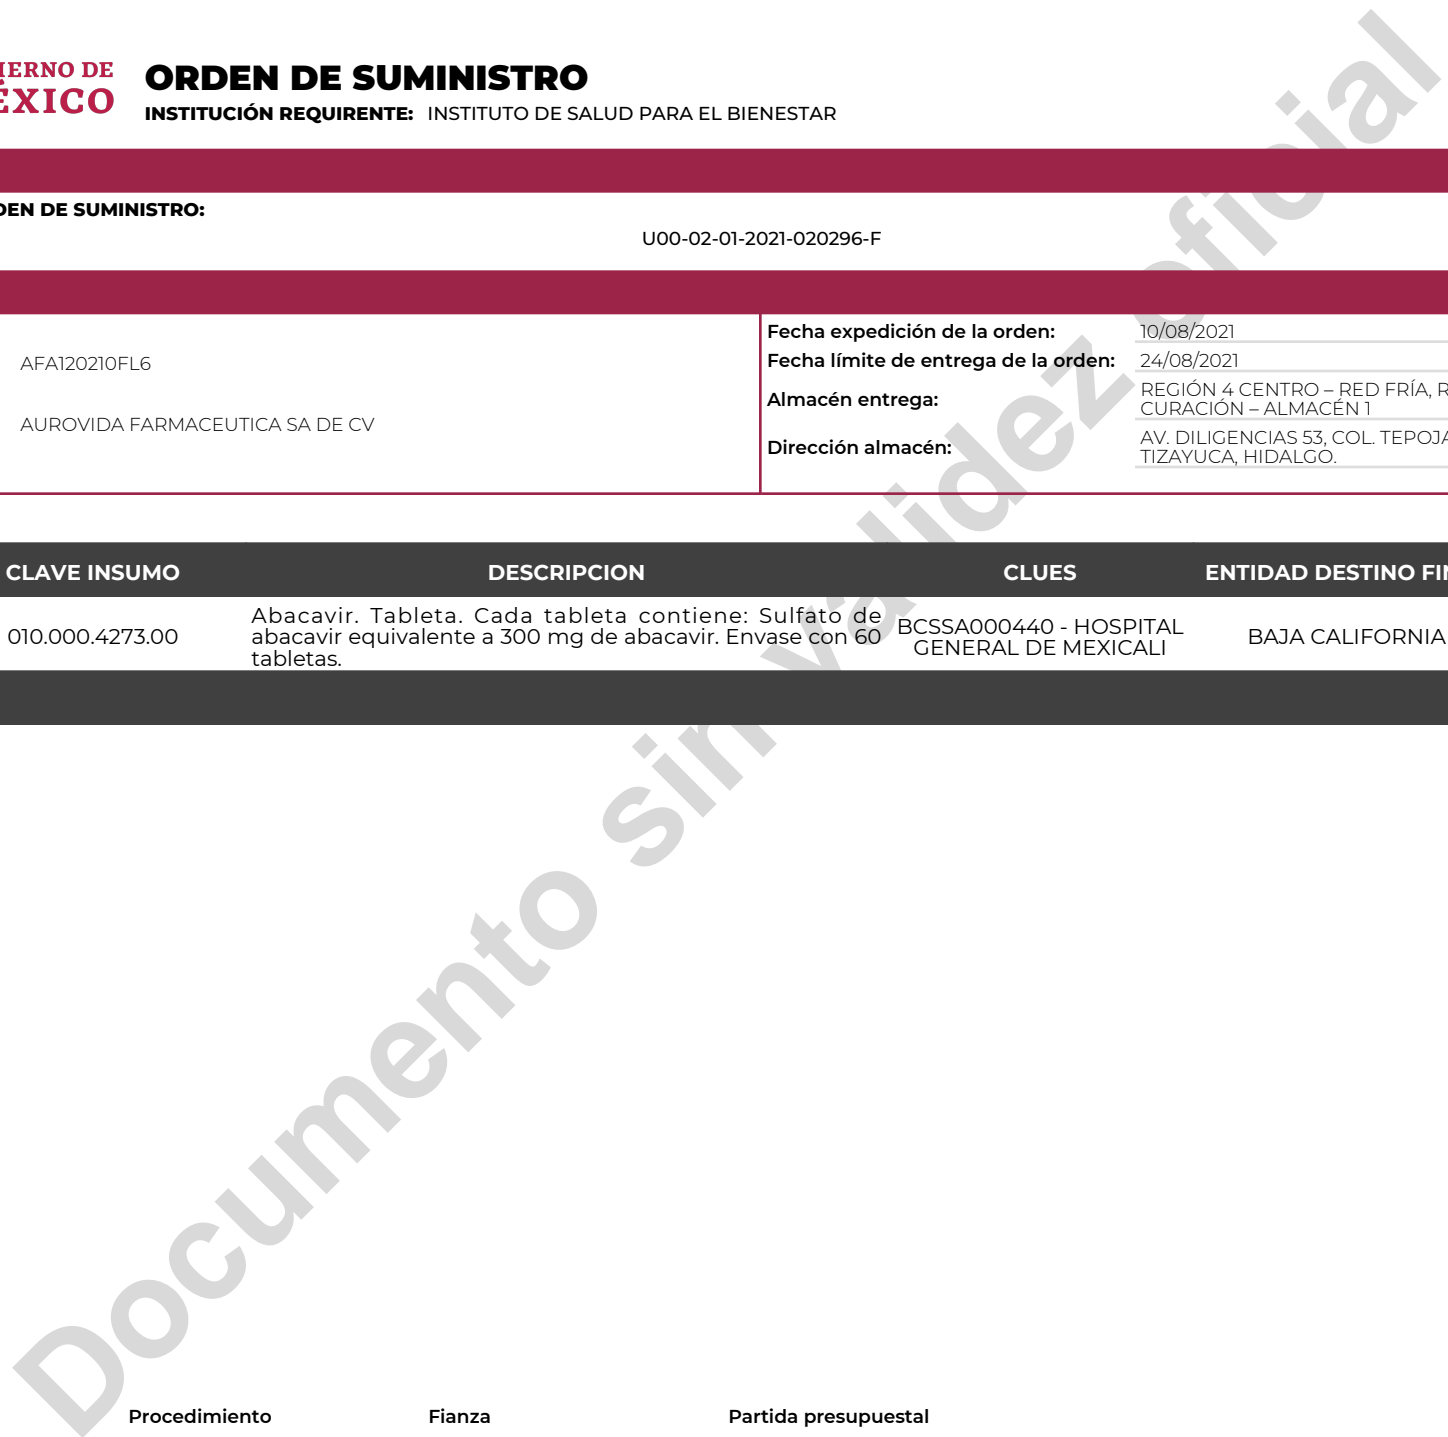 IERNO DE
ÉXICO
ORDEN DE SUMINISTRO
INSTITUCIÓN REQUIRENTE: INSTITUTO DE SALUD PARA EL BIENESTAR
DEN DE SUMINISTRO:
U00-02-01-2021-020296-F
AFA120210FL6
AUROVIDA FARMACEUTICA SA DE CV
Fecha expedición de la orden: 10/08/2021
Fecha límite de entrega de la orden: 24/08/2021
Almacén entrega: REGIÓN 4 CENTRO – RED FRÍA, R
CURACIÓN – ALMACÉN 1
Dirección almacén: AV. DILIGENCIAS 53, COL. TEPOJA
TIZAYUCA, HIDALGO.
CLAVE INSUMO DESCRIPCION CLUES ENTIDAD DESTINO FIN
010.000.4273.00
Abacavir. Tableta. Cada tableta contiene: Sulfato de
abacavir equivalente a 300 mg de abacavir. Envase con 60
tabletas.
BCSSA000440 - HOSPITAL
GENERAL DE MEXICALI
BAJA CALIFORNIA
Documento sin validez oficial
Procedimiento Fianza Partida presupuestal